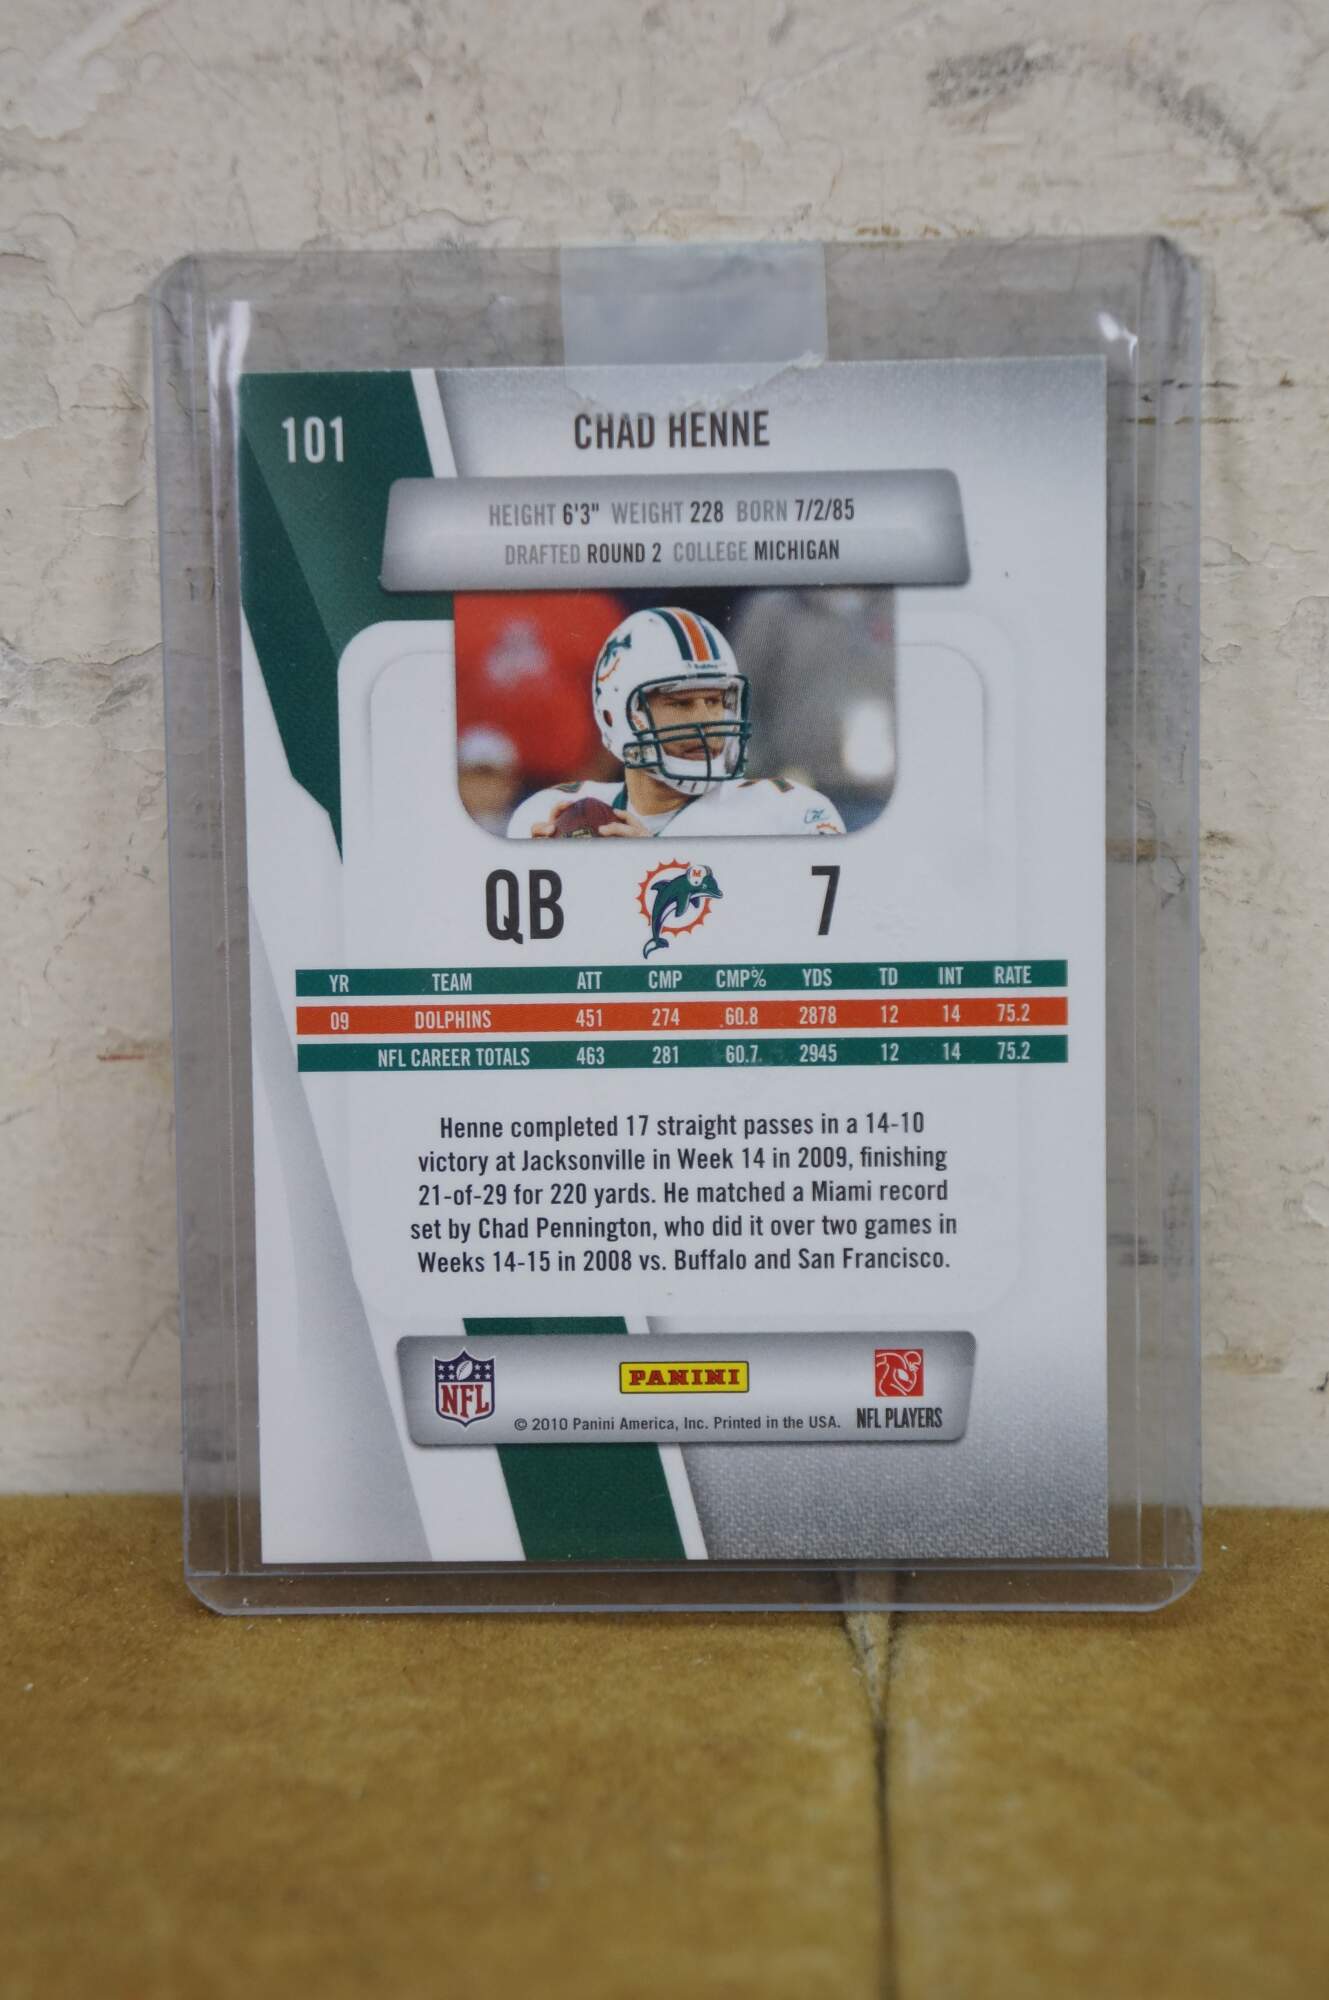 101
CHAD HENNE
HEIGHT 6'3" WEIGHT 228 BORN 7/2/85
DRAFTED ROUND 2 COLLEGE MICHIGAN
QB 7
YR TEAM ATT CMP CMP% YDS TD INT RATE
09 DOLPHINS 451 274 60.8 2878 12 14 75.2
NFL CAREER TOTALS 463 281 60.7 2945 12 14 75.2
Henne completed 17 straight passes in a 14-10
victory at Jacksonville in Week 14 in 2009, finishing
21-of-29 for 220 yards. He matched a Miami record
set by Chad Pennington, who did it over two games in
Weeks 14-15 in 2008 vs. Buffalo and San Francisco.
NFL
PANINI
© 2010 Panini America, Inc. Printed in the USA.
NFL PLAYERS